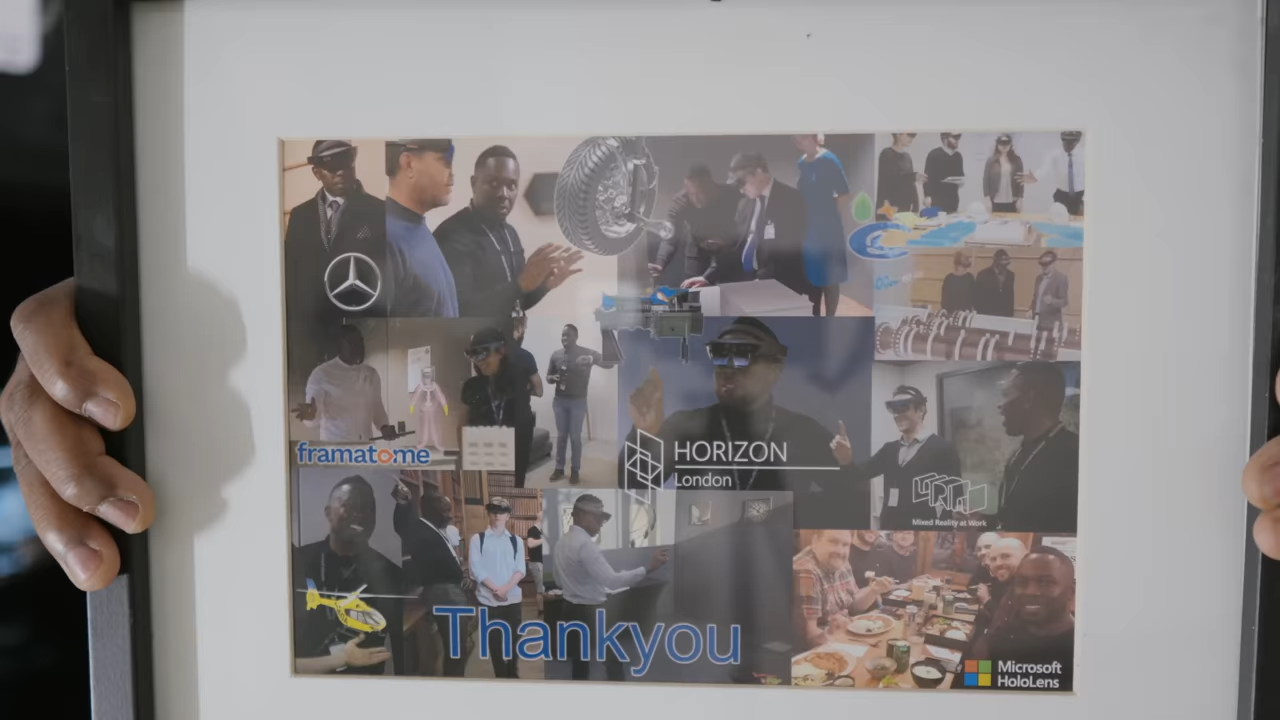 framatome
HORIZON
London
Mixed Reality at Work
Thankyou
Microsoft
HoloLens